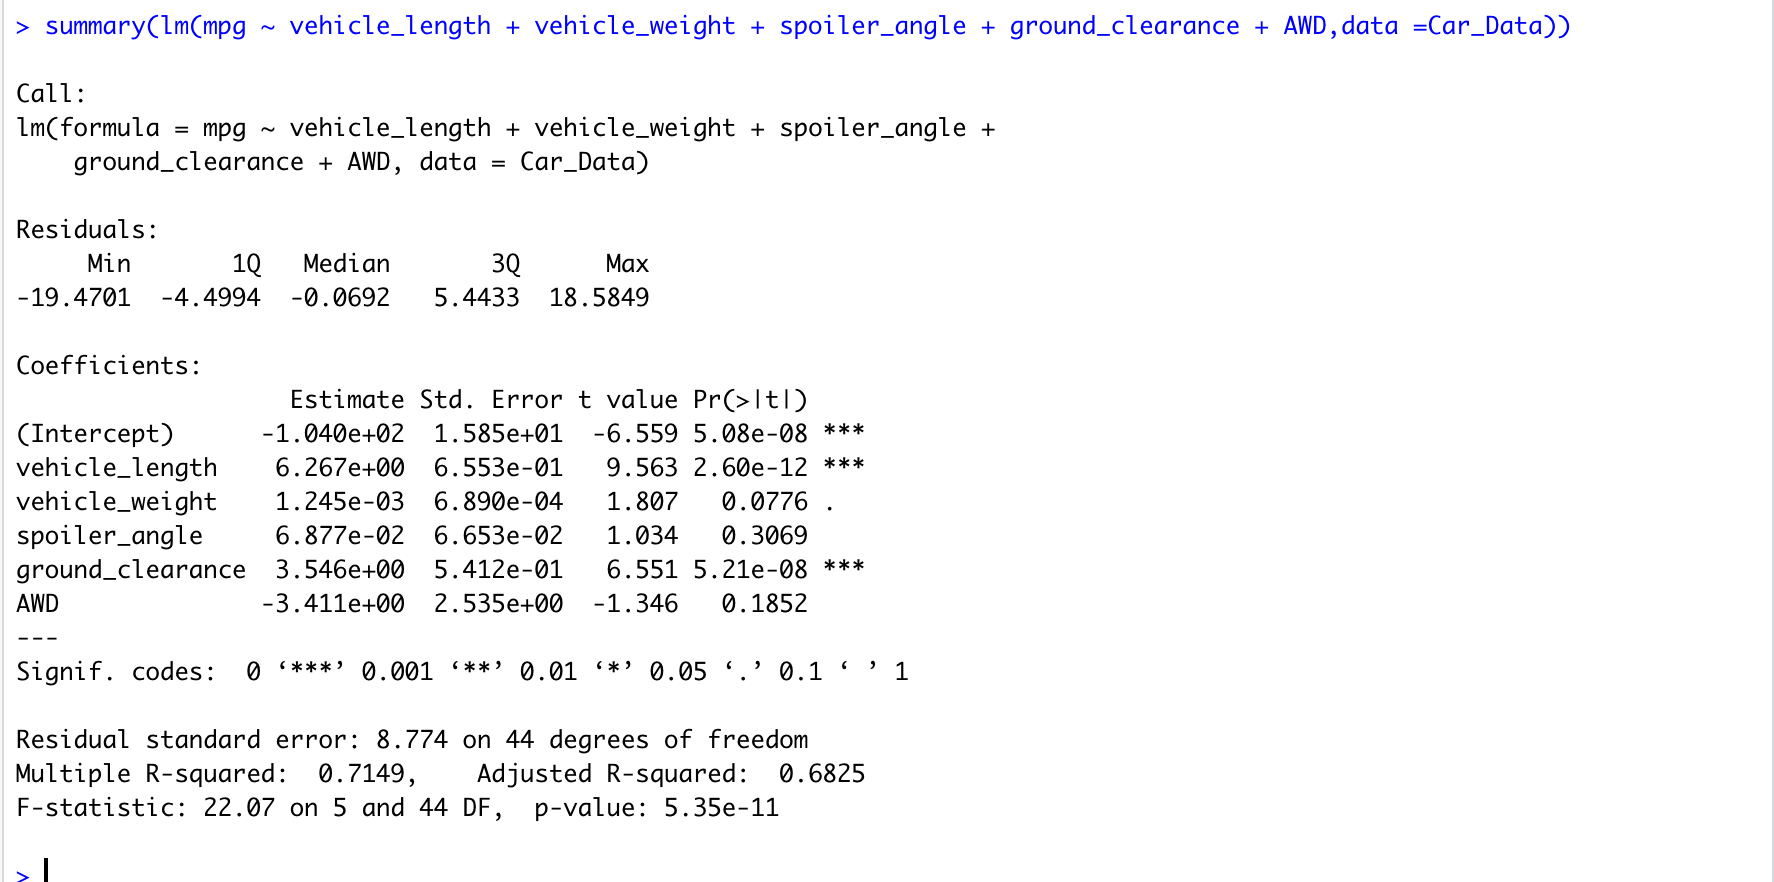 > summary(lm(mpg ~ vehicle_length + vehicle_weight + spoiler_angle + ground_clearance + AWD,data =Car_Data))

Call:
lm(formula = mpg ~ vehicle_length + vehicle_weight + spoiler_angle +
    ground_clearance + AWD, data = Car_Data)

Residuals:
     Min       1Q   Median       3Q      Max
-19.4701  -4.4994  -0.0692   5.4433  18.5849

Coefficients:
                   Estimate Std. Error t value Pr(>|t|)
(Intercept)      -1.040e+02  1.585e+01  -6.559 5.08e-08 ***
vehicle_length    6.267e+00  6.553e-01   9.563 2.60e-12 ***
vehicle_weight    1.245e-03  6.890e-04   1.807   0.0776 .
spoiler_angle     6.877e-02  6.653e-02   1.034   0.3069
ground_clearance  3.546e+00  5.412e-01   6.551 5.21e-08 ***
AWD              -3.411e+00  2.535e+00  -1.346   0.1852
---
Signif. codes:  0 ‘***’ 0.001 ‘**’ 0.01 ‘*’ 0.05 ‘.’ 0.1 ‘ ’ 1

Residual standard error: 8.774 on 44 degrees of freedom
Multiple R-squared:  0.7149,    Adjusted R-squared:  0.6825
F-statistic: 22.07 on 5 and 44 DF,  p-value: 5.35e-11

>